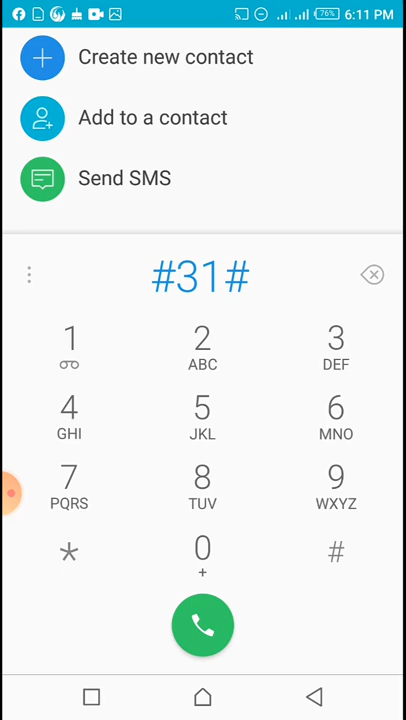 76% 6:11 PM
Create new contact
Add to a contact
Send SMS
#31#
1 2 3
ABC DEF
4 5 6
GHI JKL MNO
7 8 9
PQRS TUV WXYZ
* 0 #
+